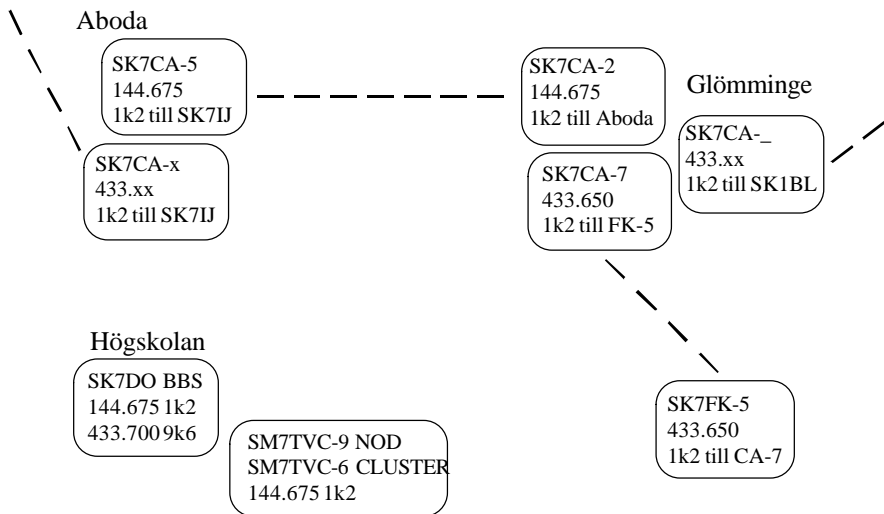 Aboda
SK7CA-5
144.675
1k2 till SK7IJ
SK7CA-x
433.xx
1k2 till SK7IJ
SK7CA-2
144.675
1k2 till Aboda
Glömminge
SK7CA-_
433.xx
1k2 till SK1BL
SK7CA-7
433.650
1k2 till FK-5
Högskolan
SK7DO BBS
144.675 1k2
433.700 9k6
SM7TVC-9 NOD
SM7TVC-6 CLUSTER
144.675 1k2
SK7FK-5
433.650
1k2 till CA-7